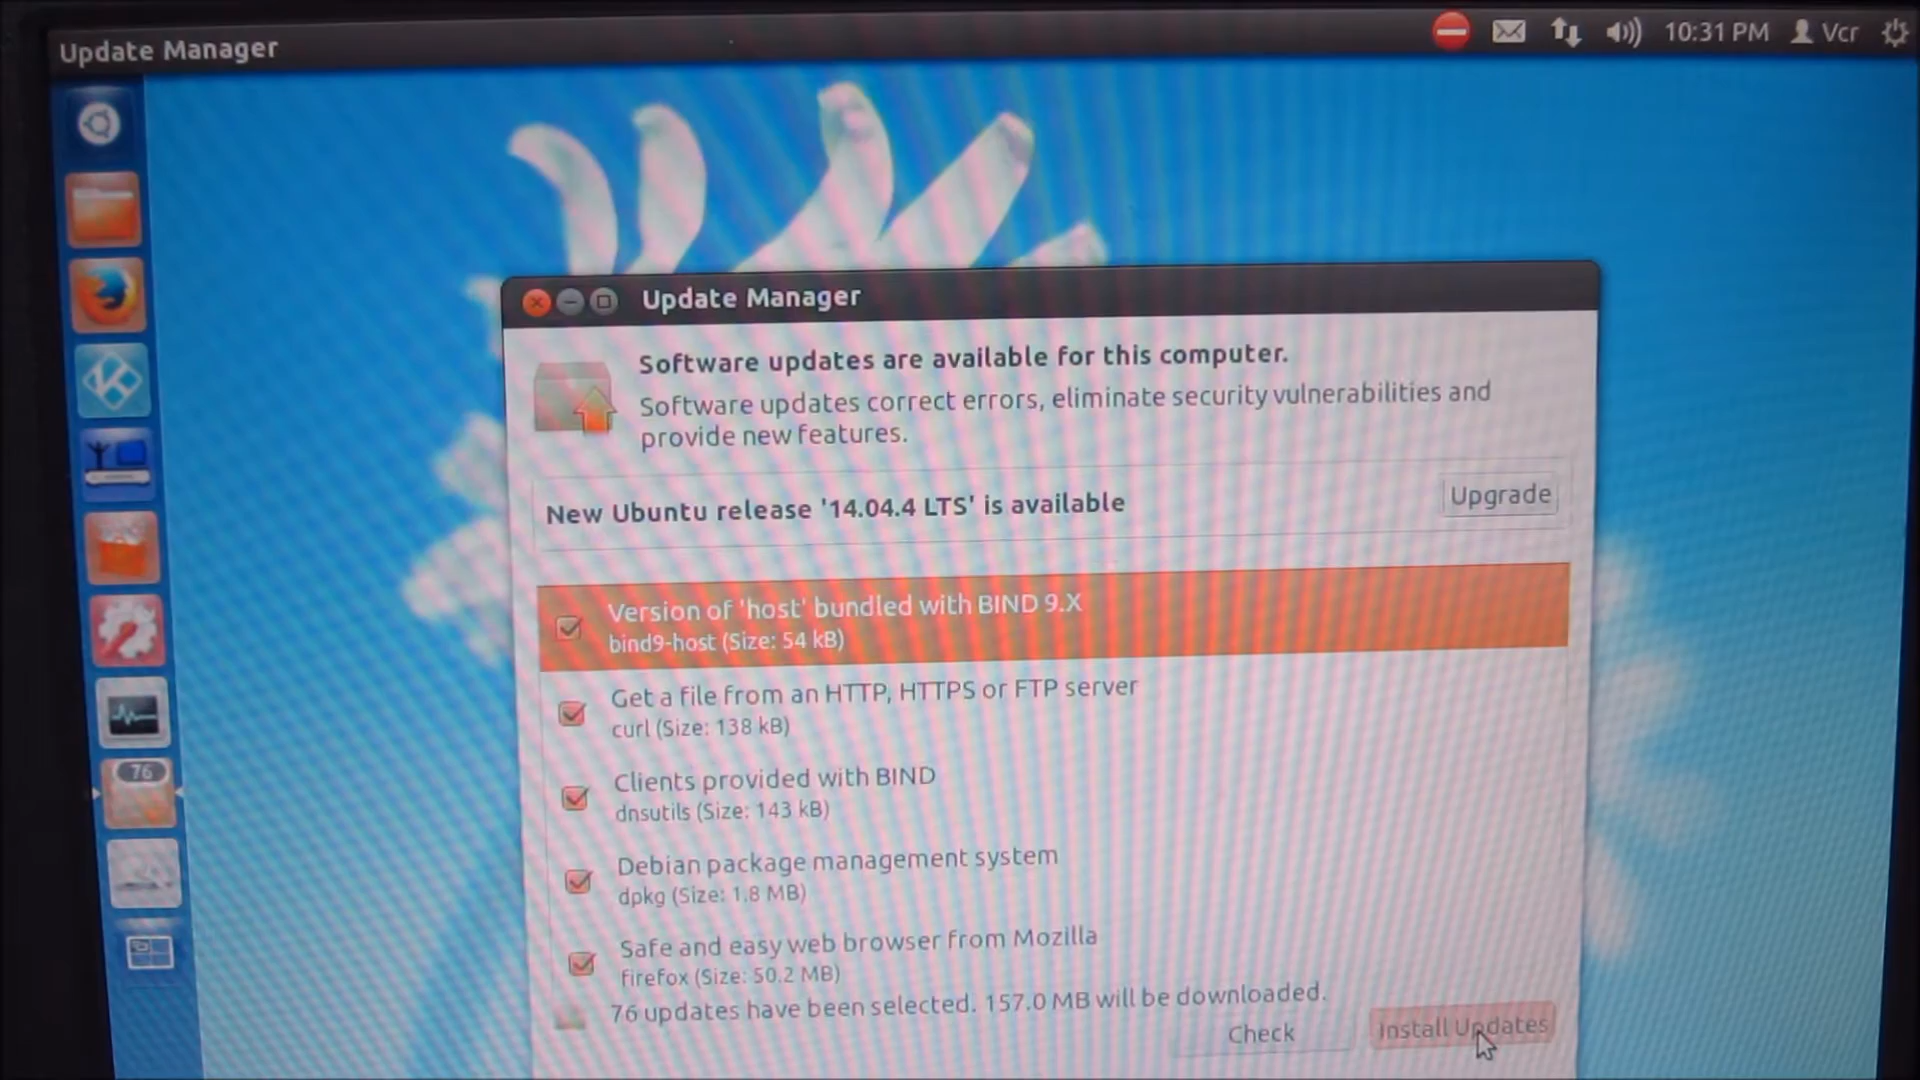 Update Manager
10:31 PM
Vcr
Update Manager
Software updates are available for this computer.
Software updates correct errors, eliminate security vulnerabilities and
provide new features.
New Ubuntu release '14.04.4 LTS' is available
Upgrade
Version of 'host' bundled with BIND 9.X
bind9-host (Size: 54 kB)
Get a file from an HTTP, HTTPS or FTP server
curl (Size: 138 kB)
Clients provided with BIND
dnsutils (Size: 143 kB)
76
Debian package management system
dpkg (Size: 1.8 MB)
Safe and easy web browser from Mozilla
firefox (Size: 50.2 MB)
76 updates have been selected. 157.0 MB will be downloaded.
Check
Install Updates